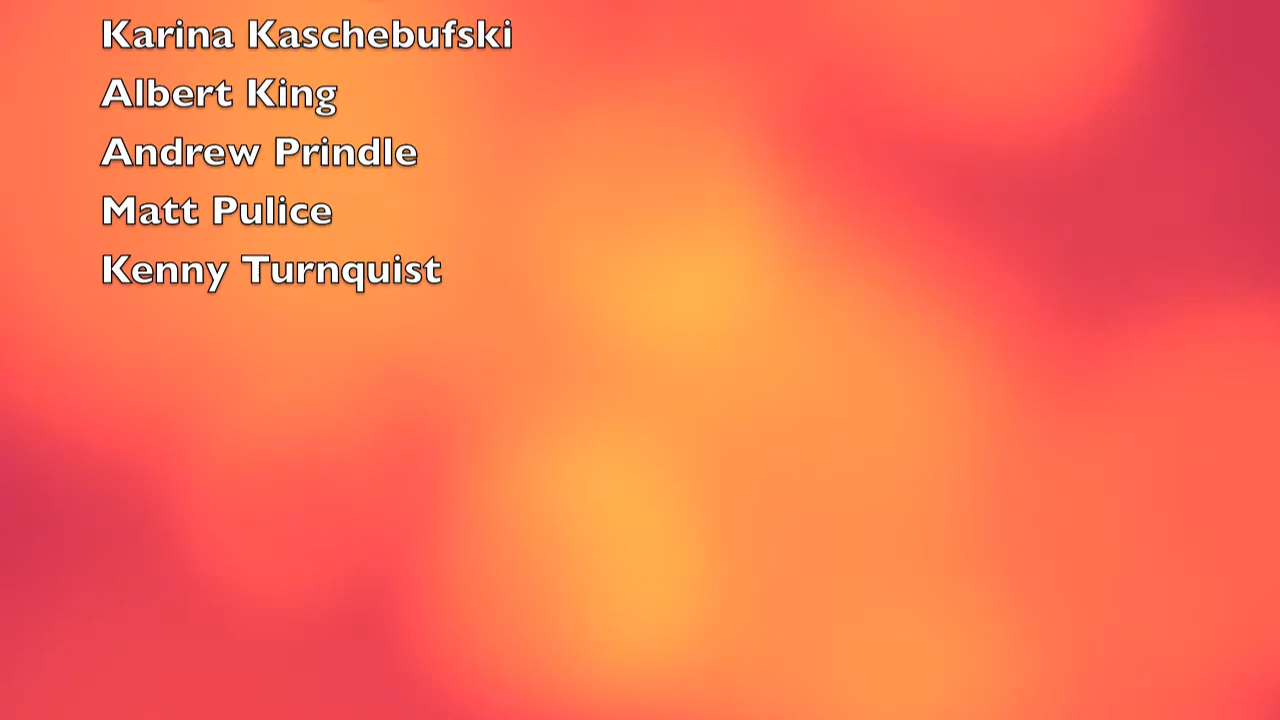 Karina Kaschebufski
Albert King
Andrew Prindle
Matt Pulice
Kenny Turnquist